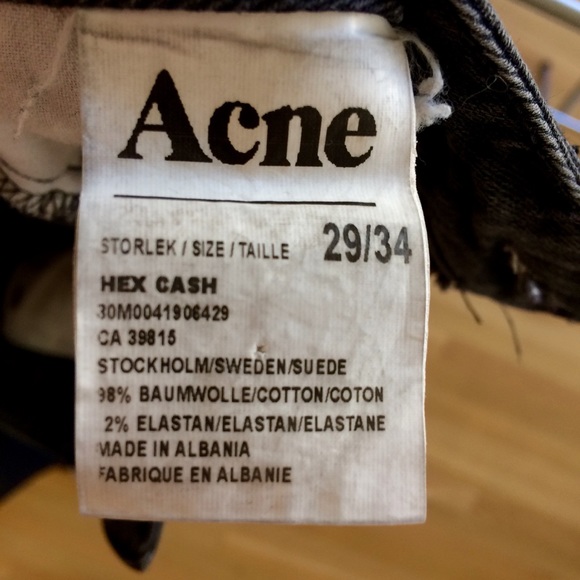 Acne
STORLEK / SIZE / TAILLE 29/34
HEX CASH
30M0041906429
CA 39815
STOCKHOLM/SWEDEN/SUEDE
98% BAUMWOLLE/COTTON/COTON
2% ELASTAN/ELASTAN/ELASTANE
MADE IN ALBANIA
FABRIQUE EN ALBANIE